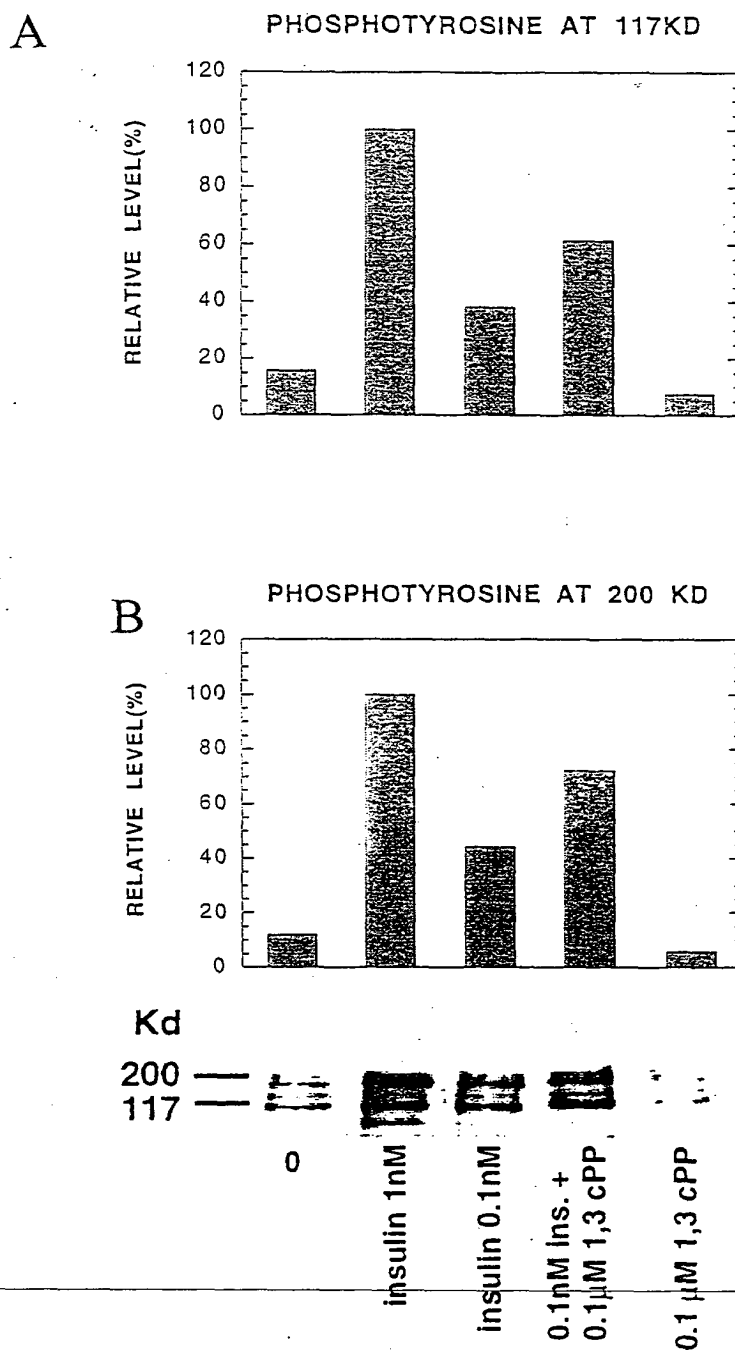 A
PHOSPHOTYROSINE AT 117KD
RELATIVE LEVEL(%)
120
100
80
60
40
20
0
B
PHOSPHOTYROSINE AT 200 KD
RELATIVE LEVEL(%)
120
100
80
60
40
20
0
Kd
200
117
0
insulin 1nM
insulin 0.1nM
0.1nM ins. +
0.1µM 1,3 cPP
0.1 µM 1,3 cPP